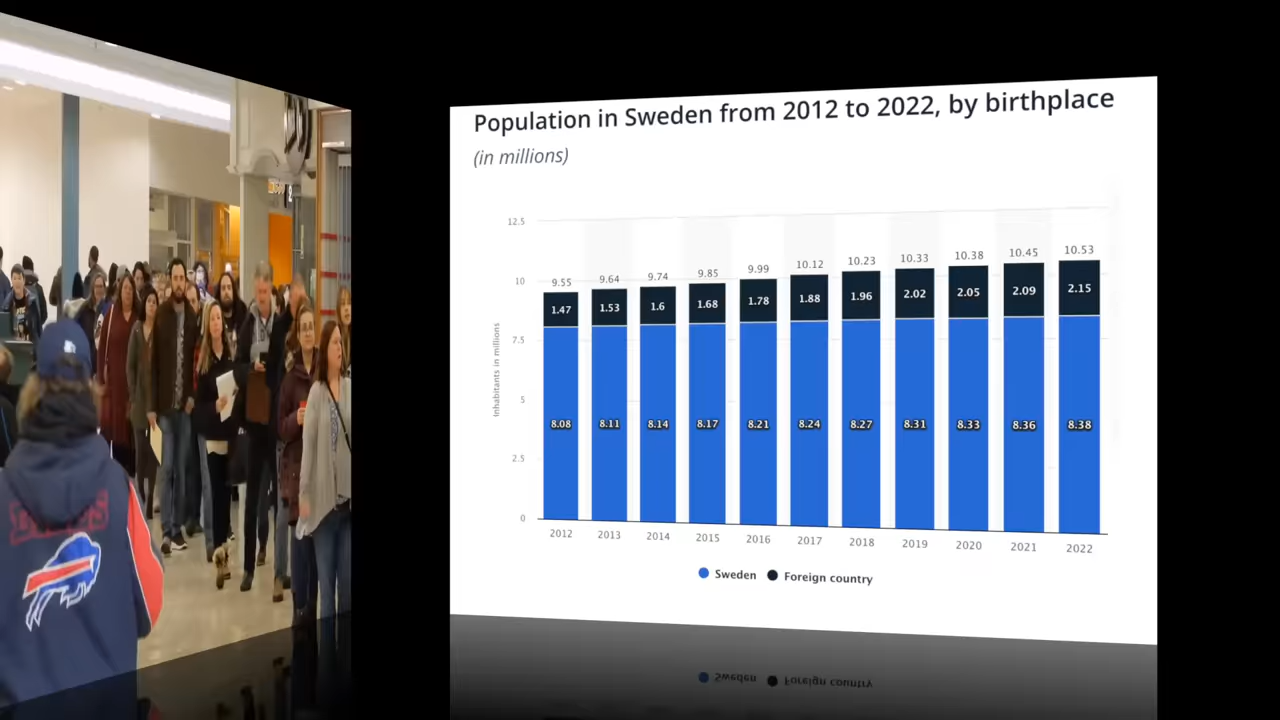 Population in Sweden from 2012 to 2022, by birthplace
(in millions)
12.5
10
7.5
5
2.5
0
Inhabitants in millions
9.55 9.64 9.74 9.85 9.99 10.12 10.23 10.33 10.38 10.45 10.53
1.47 1.53 1.6 1.68 1.78 1.88 1.96 2.02 2.05 2.09 2.15
8.08 8.11 8.14 8.17 8.21 8.24 8.27 8.31 8.33 8.36 8.38
2012 2013 2014 2015 2016 2017 2018 2019 2020 2021 2022
Sweden Foreign country